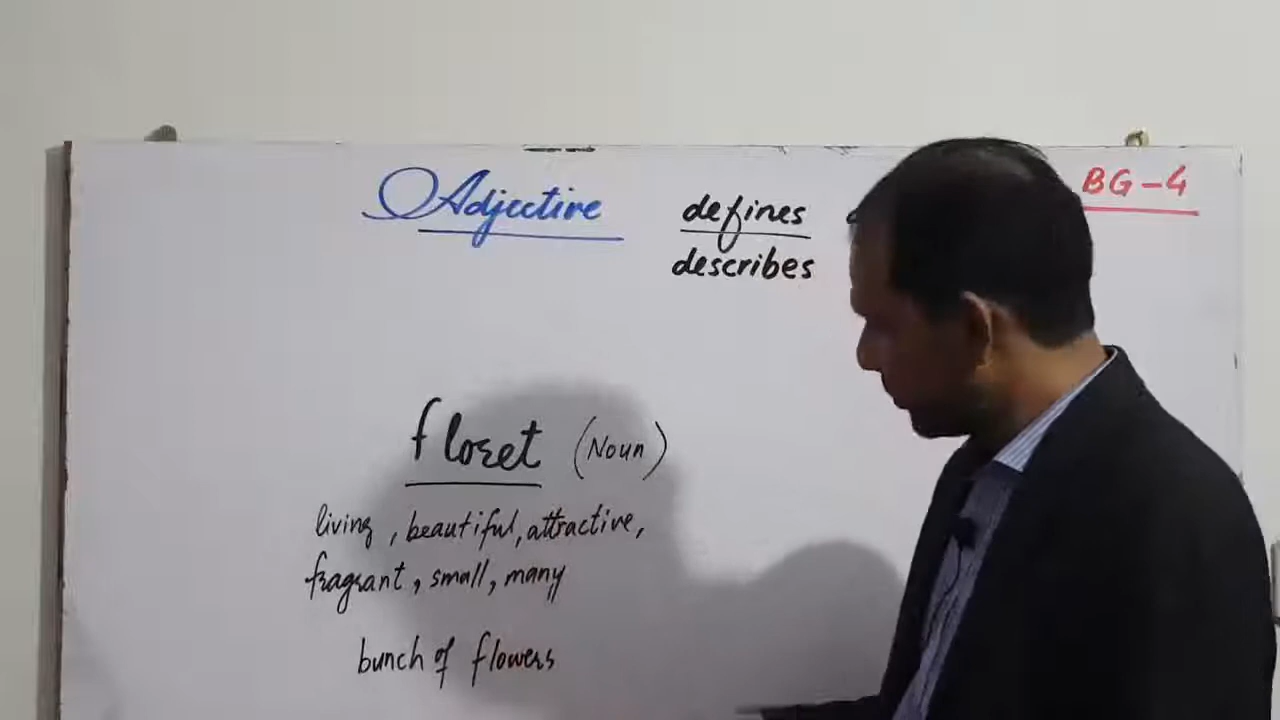 Adjective defines BG-4
describes
floret (Noun)
living, beautiful, attractive,
fragrant, small, many
bunch of flowers